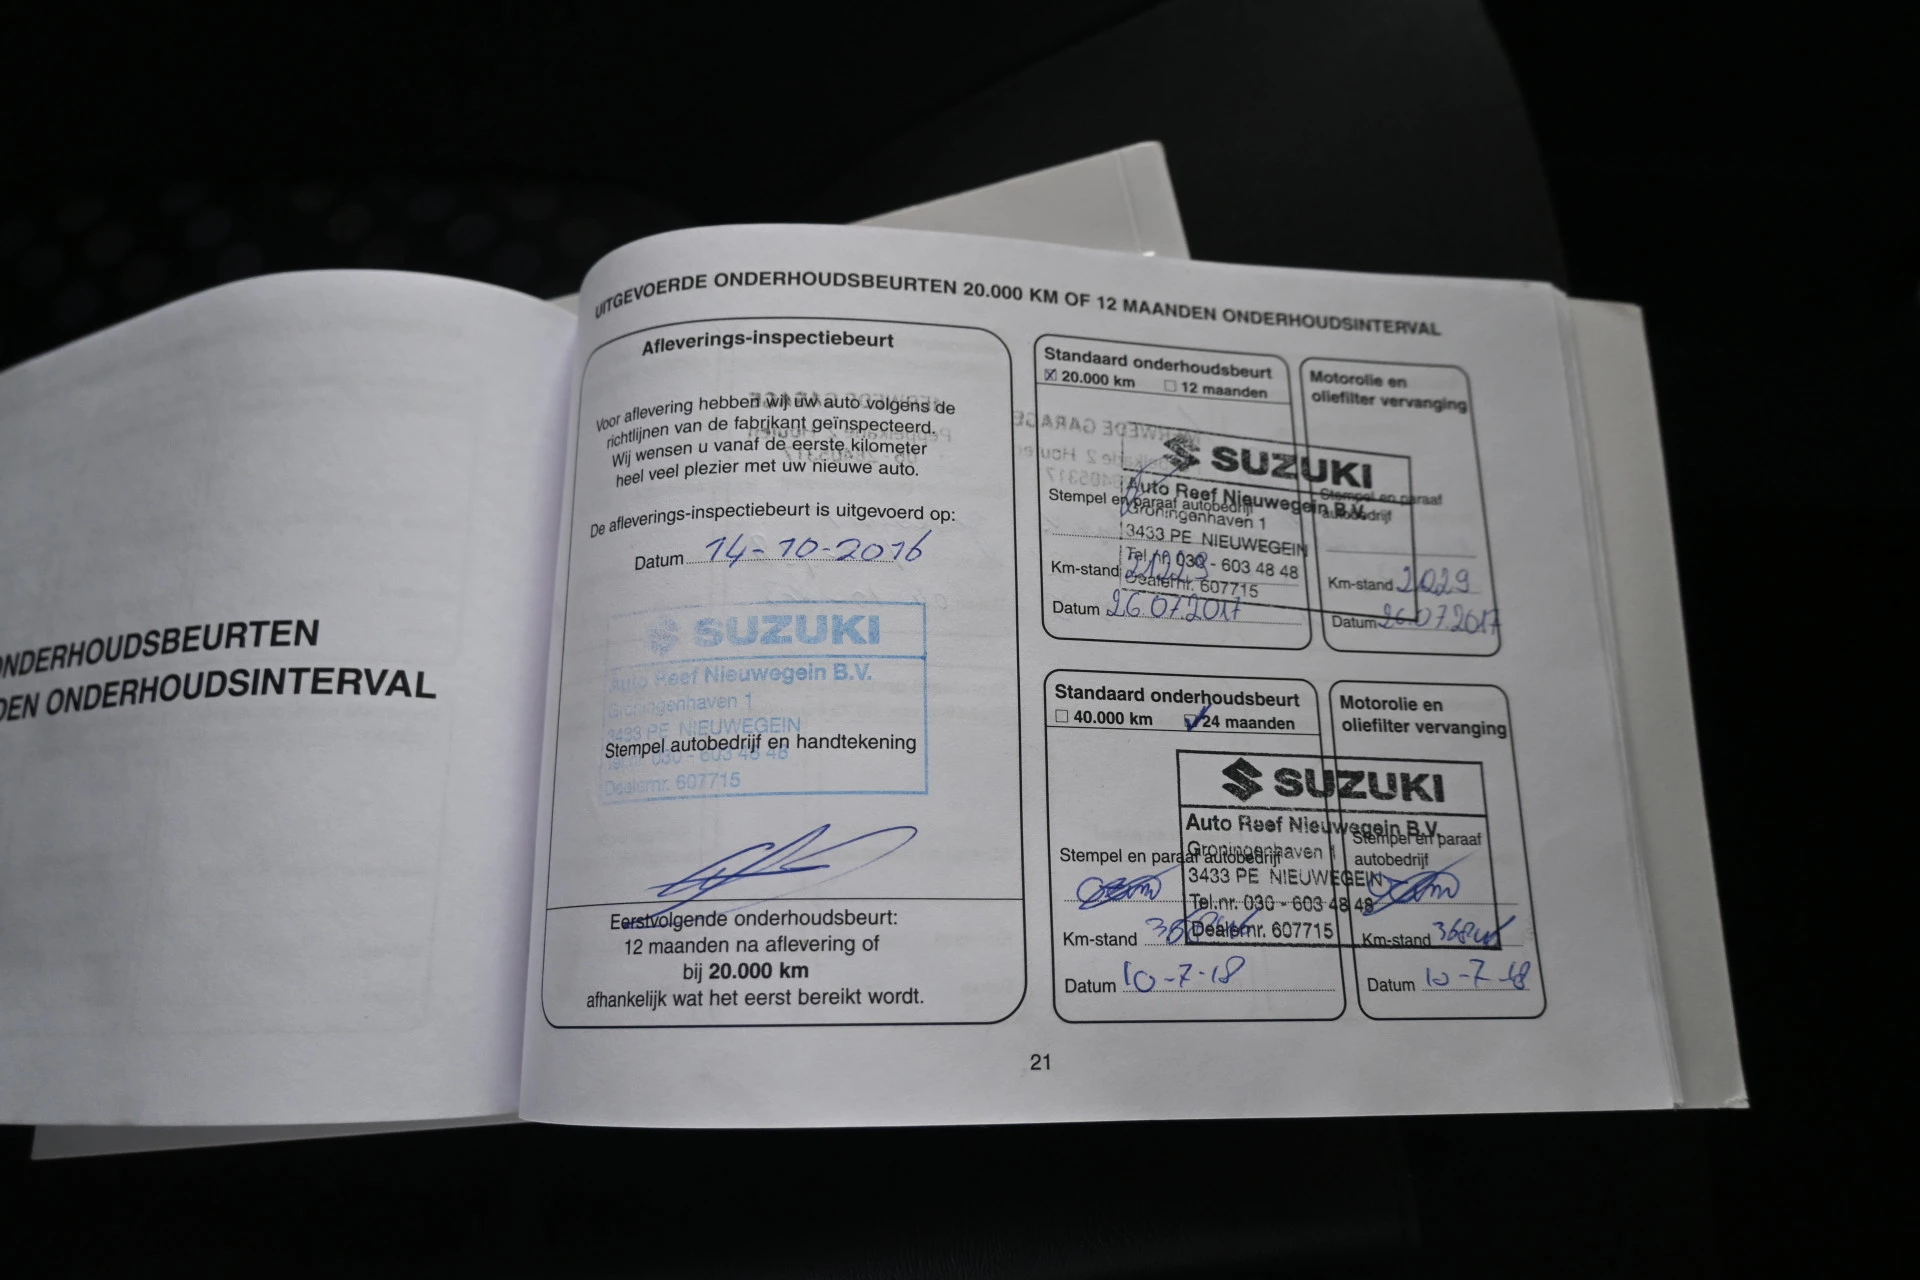 ONDERHOUDSBEURTEN
DEN ONDERHOUDSINTERVAL
UITGEVOERDE ONDERHOUDSBEURTEN 20.000 KM OF 12 MAANDEN ONDERHOUDSINTERVAL
Afleverings-inspectiebeurt
Voor aflevering hebben wij uw auto volgens de
richtlijnen van de fabrikant geïnspecteerd.
Wij wensen u vanaf de eerste kilometer
heel veel plezier met uw nieuwe auto.
De afleverings-inspectiebeurt is uitgevoerd op:
Datum 14-10-2016
SUZUKI
Auto Reef Nieuwegein B.V.
Groningenhaven 1
3433 PE NIEUWEGEIN
Stempel autobedrijf en handtekening
Tel.nr. 030 - 603 48 48
Dealernr. 607715
Eerstvolgende onderhoudsbeurt:
12 maanden na aflevering of
bij 20.000 km
afhankelijk wat het eerst bereikt wordt.
Standaard onderhoudsbeurt
20.000 km 12 maanden
SUZUKI
Auto Reef Nieuwegein B.V.
Stempel en paraaf autobedrijf
Groningenhaven 1
3433 PE NIEUWEGEIN
Tel.nr. 030 - 603 48 48
Km-stand
Dealernr. 607715
Datum 26.07.2017
Motorolie en
oliefilter vervanging
Stempel en paraaf
autobedrijf
Km-stand
Datum 26.07.2017
Standaard onderhoudsbeurt
40.000 km 24 maanden
SUZUKI
Auto Reef Nieuwegein B.V.
Groningenhaven 1
Stempel en paraaf autobedrijf
3433 PE NIEUWEGEIN
Tel.nr. 030 - 603 48 48
Dealernr. 607715
Km-stand
Datum 10-7-18
Motorolie en
oliefilter vervanging
Stempel en paraaf
autobedrijf
Km-stand
Datum 10-7-18
21